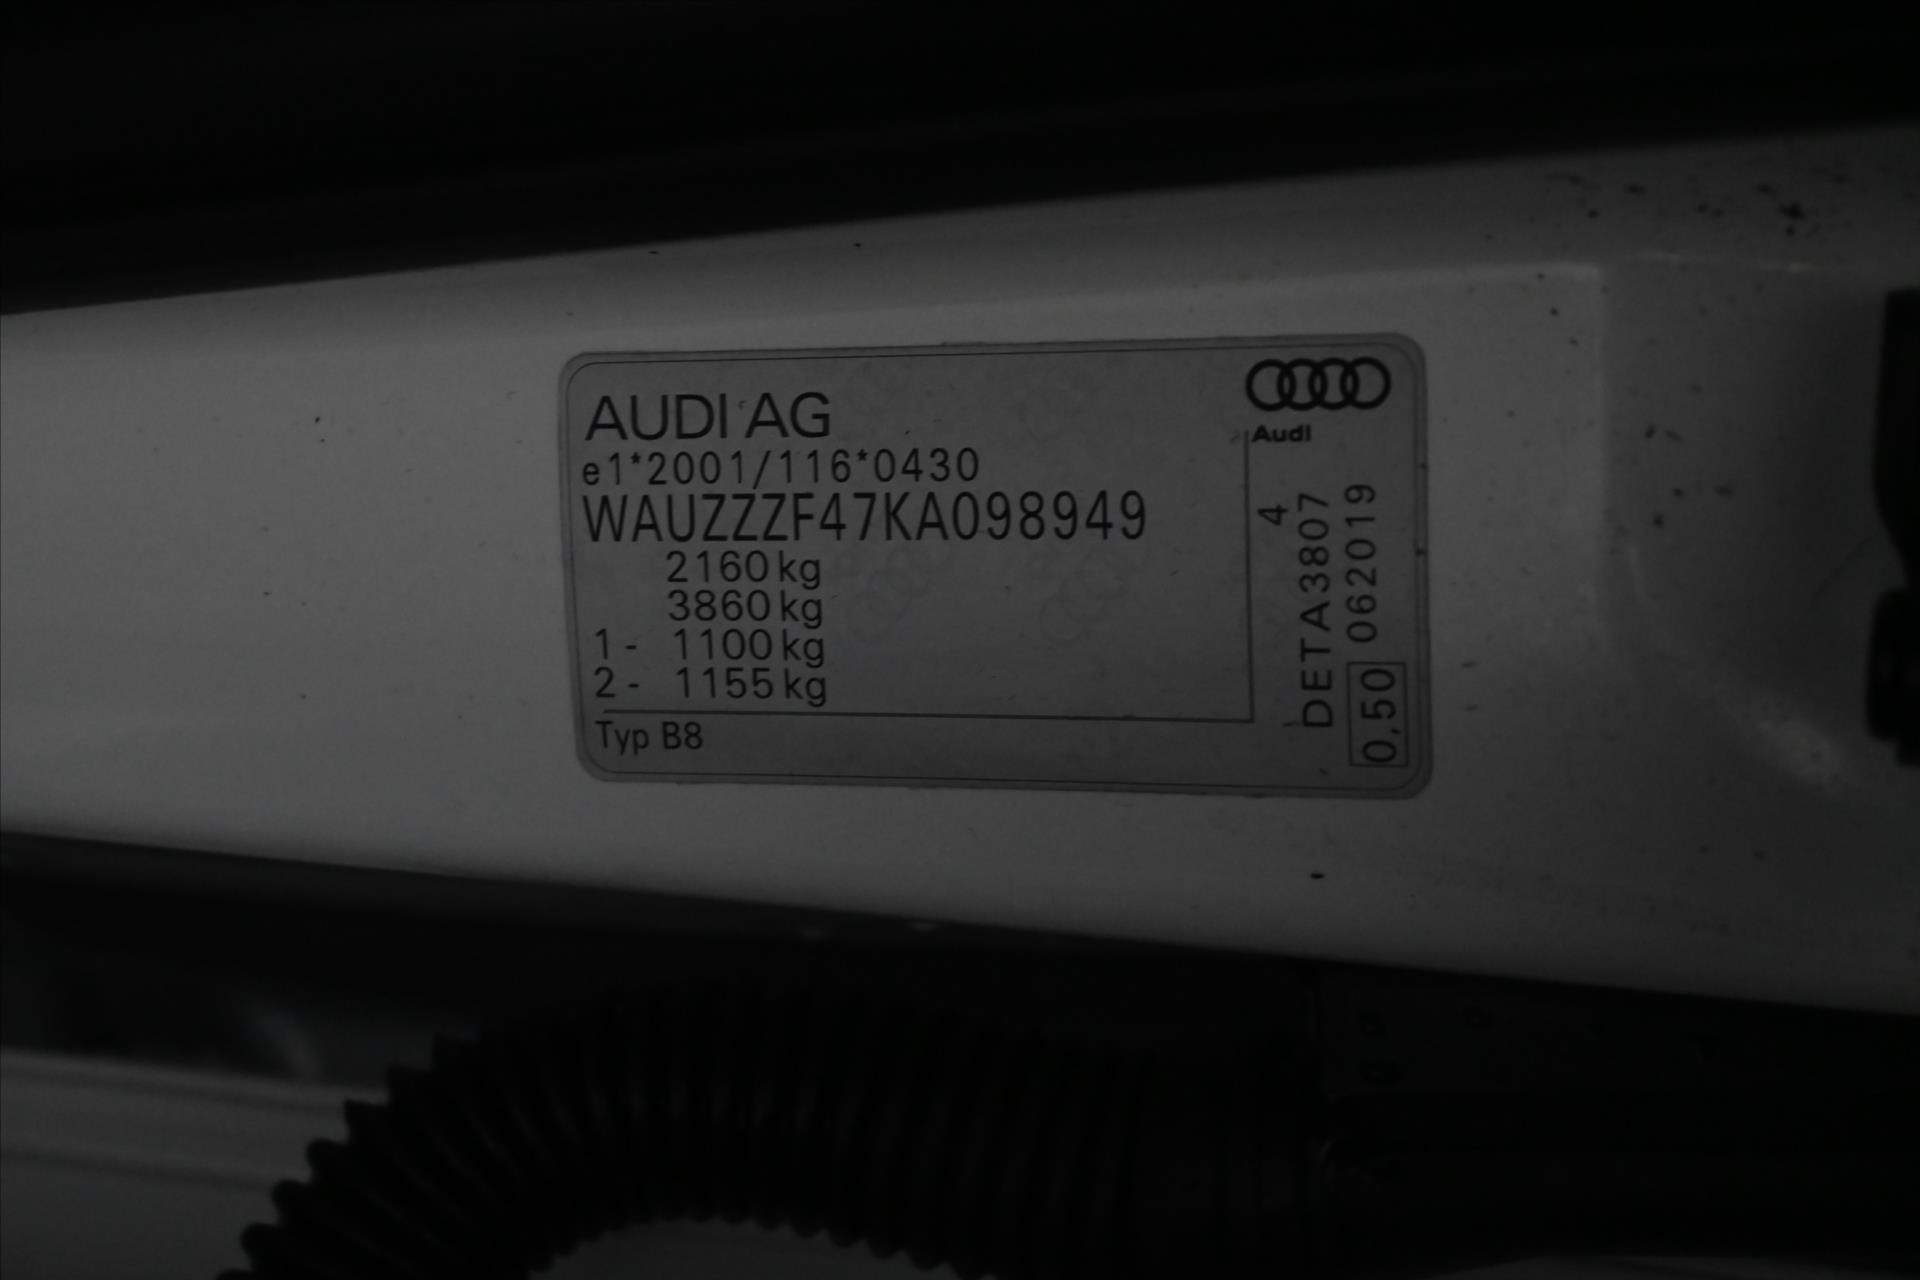 AUDI AG
e1*2001/116*0430
WAUZZZF47KA098949
2160 kg
3860 kg
1 - 1100 kg
2 - 1155 kg
Typ B8
Audi
4
DETA3807
0,50 062019